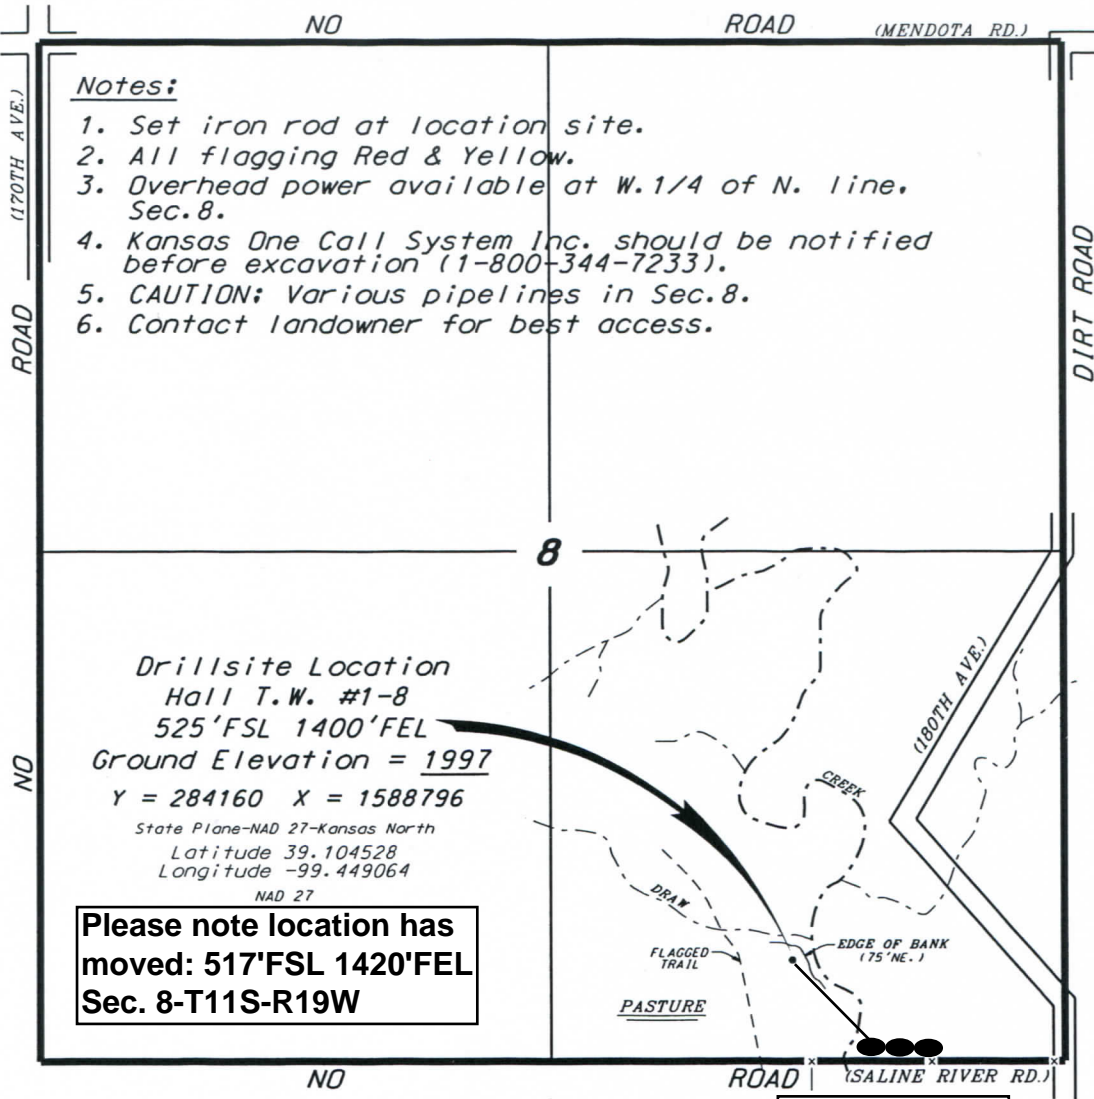 NO ROAD (MENDOTA RD.)
(170TH AVE.)
ROAD
NO
Notes:
1. Set iron rod at location site.
2. All flagging Red & Yellow.
3. Overhead power available at W.1/4 of N. line.
Sec.8.
4. Kansas One Call System Inc. should be notified
before excavation (1-800-344-7233).
5. CAUTION: Various pipelines in Sec.8.
6. Contact landowner for best access.
DIRT ROAD
8
Drillsite Location
Hall T.W. #1-8
525'FSL 1400'FEL
Ground Elevation = 1997
Y = 284160 X = 1588796
State Plane-NAD 27-Kansas North
Latitude 39.104528
Longitude -99.449064
NAD 27
Please note location has
moved: 517'FSL 1420'FEL
Sec. 8-T11S-R19W
(180TH AVE.)
CREEK
DRAW
FLAGGED
TRAIL
EDGE OF BANK
(75'NE.)
PASTURE
NO ROAD (SALINE RIVER RD.)